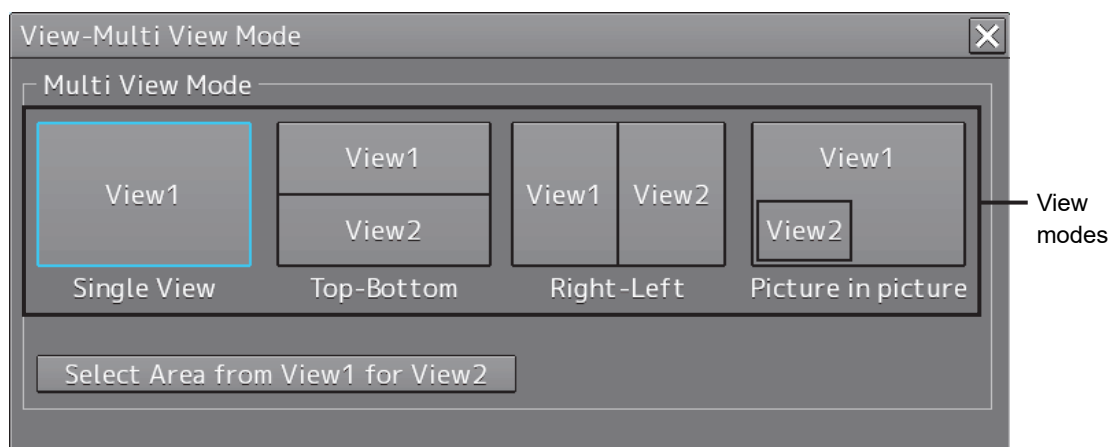 View-Multi View Mode
Multi View Mode
View1
View1
View2
View1
View2
View1
View2
Single View
Top-Bottom
Right-Left
Picture in picture
View
modes
Select Area from View1 for View2